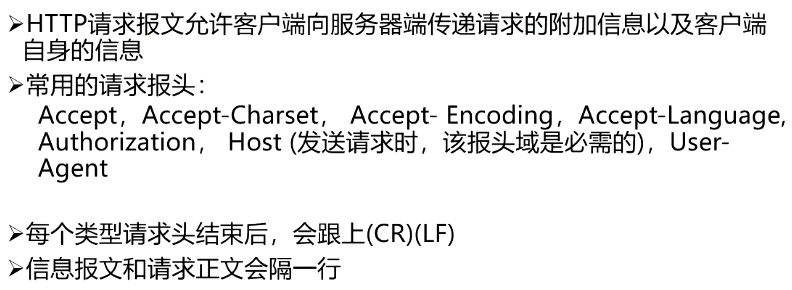 ➢HTTP请求报文允许客户端向服务器端传递请求的附加信息以及客户端
自身的信息
➢常用的请求报头：
Accept，Accept-Charset， Accept- Encoding，Accept-Language,
Authorization， Host (发送请求时，该报头域是必需的)，User-
Agent
➢每个类型请求头结束后，会跟上(CR)(LF)
➢信息报文和请求正文会隔一行